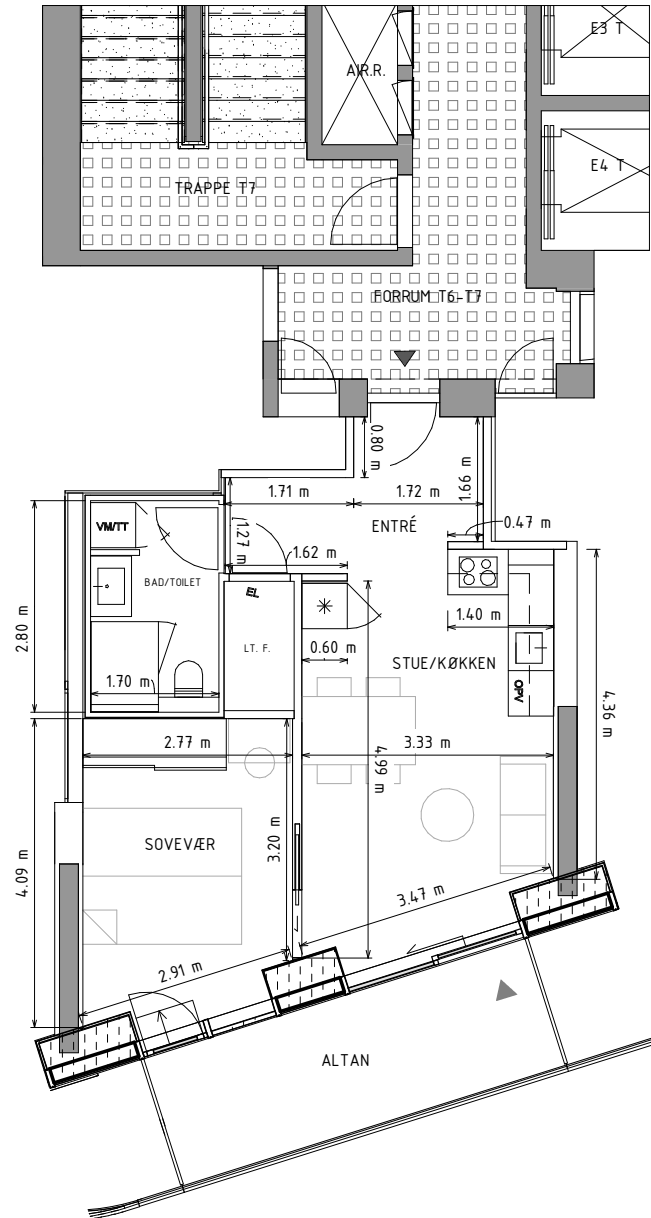 E3 T
AIR.R.
E4 T
TRAPPE T7
FORRUM T6-T7
0.80 m
1.66 m
1.71 m
1.72 m
0.47 m
ENTRÉ
VM/TT
1.27 m
1.62 m
BAD/TOILET
EL
2.80 m
1.40 m
0.60 m
LT. F.
STUE/KØKKEN
1.70 m
OPV
4.36 m
2.77 m
4.99 m
3.33 m
SOVEVÆR
3.20 m
4.09 m
3.47 m
2.91 m
ALTAN